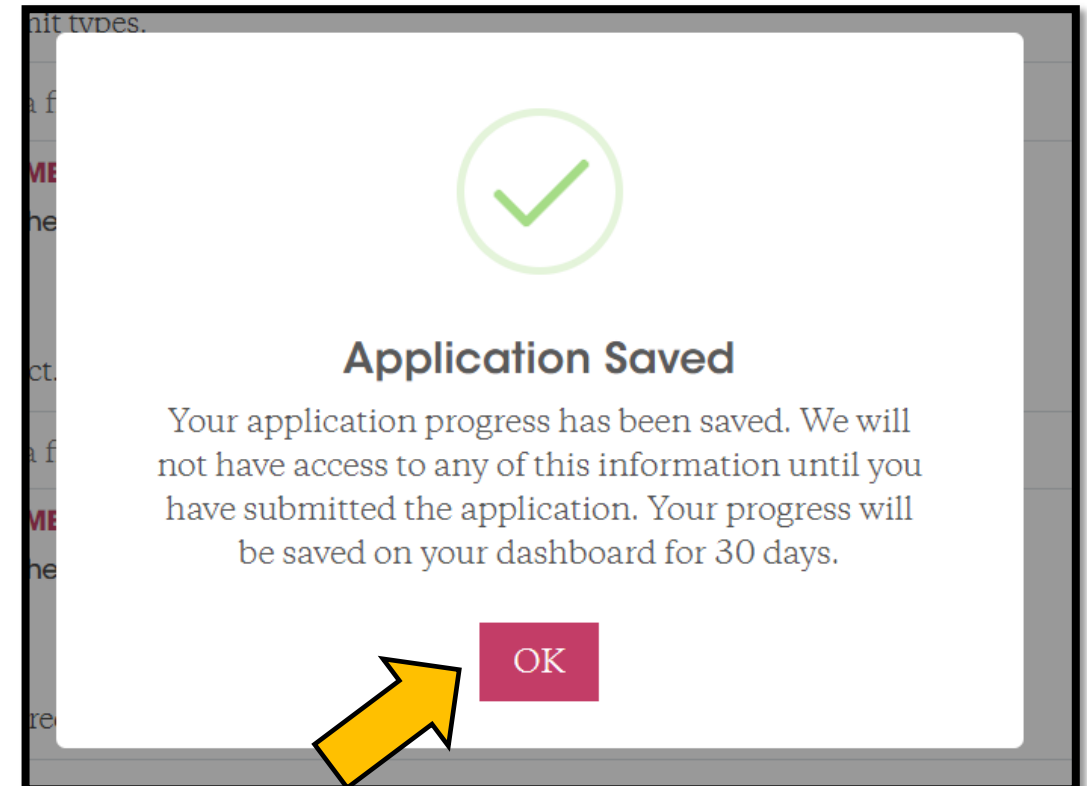 types.
Application Saved
Your application progress has been saved. We will
not have access to any of this information until you
have submitted the application. Your progress will
be saved on your dashboard for 30 days.
OK